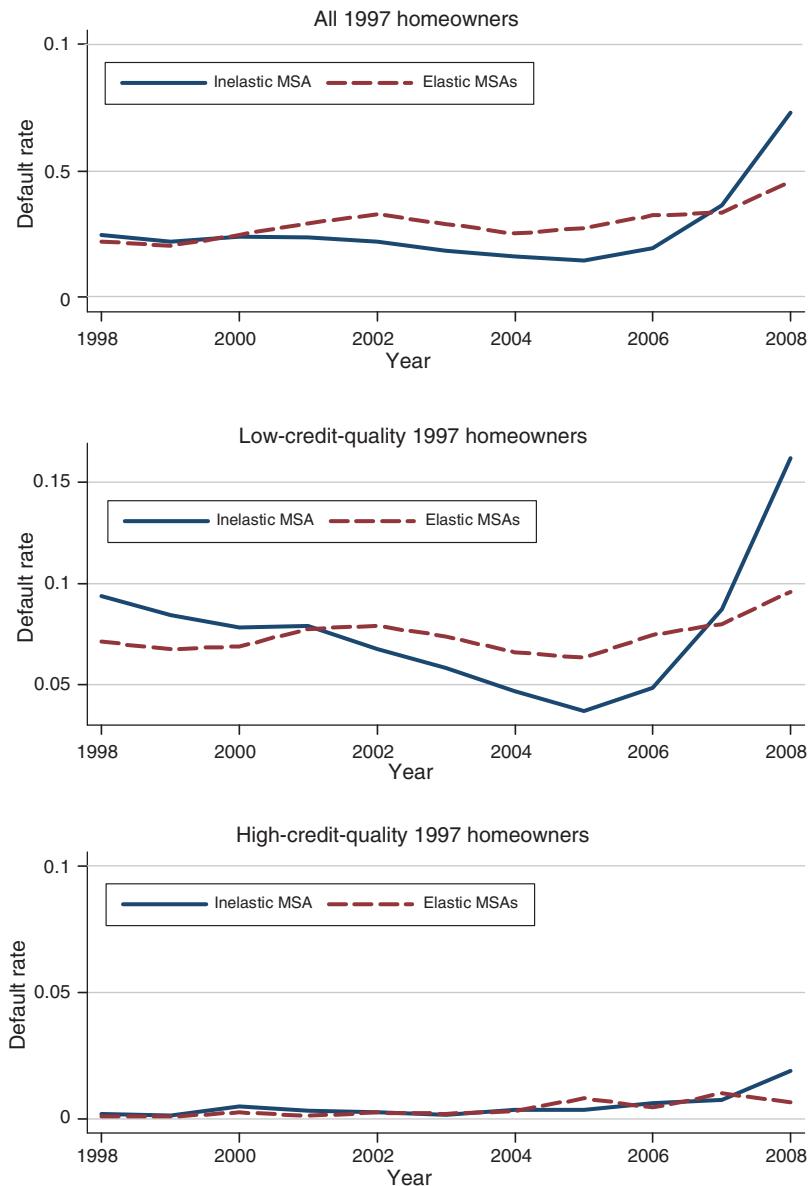 All 1997 homeowners
0.1
Inelastic MSA Elastic MSAs
Default rate
0.5
0
1998 2000 2002 2004 2006 2008
Year
Low-credit-quality 1997 homeowners
0.15
Inelastic MSA Elastic MSAs
Default rate
0.1
0.05
1998 2000 2002 2004 2006 2008
Year
High-credit-quality 1997 homeowners
0.1
Inelastic MSA Elastic MSAs
Default rate
0.05
0
1998 2000 2002 2004 2006 2008
Year